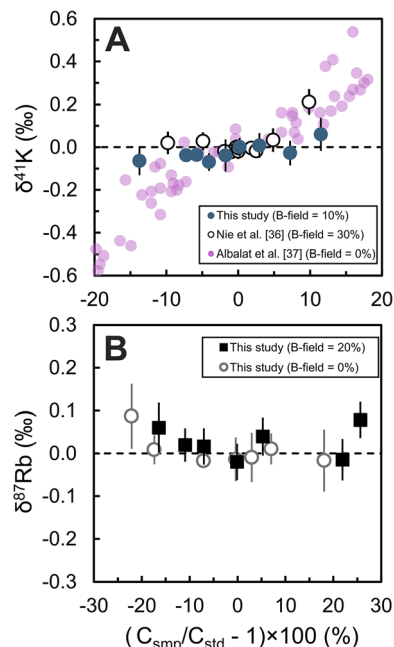 A
δ⁴¹K (‰)
0.6
0.4
0.2
0.0
-0.2
-0.4
-0.6
This study (B-field = 10%)
Nie et al. [36] (B-field = 30%)
Albalat et al. [37] (B-field = 0%)
-20 -10 0 10 20
B
δ⁸⁷Rb (‰)
0.3
0.2
0.1
0.0
-0.1
-0.2
-0.3
This study (B-field = 20%)
This study (B-field = 0%)
-30 -20 -10 0 10 20 30
(Csmp/Cstd - 1)×100 (%)